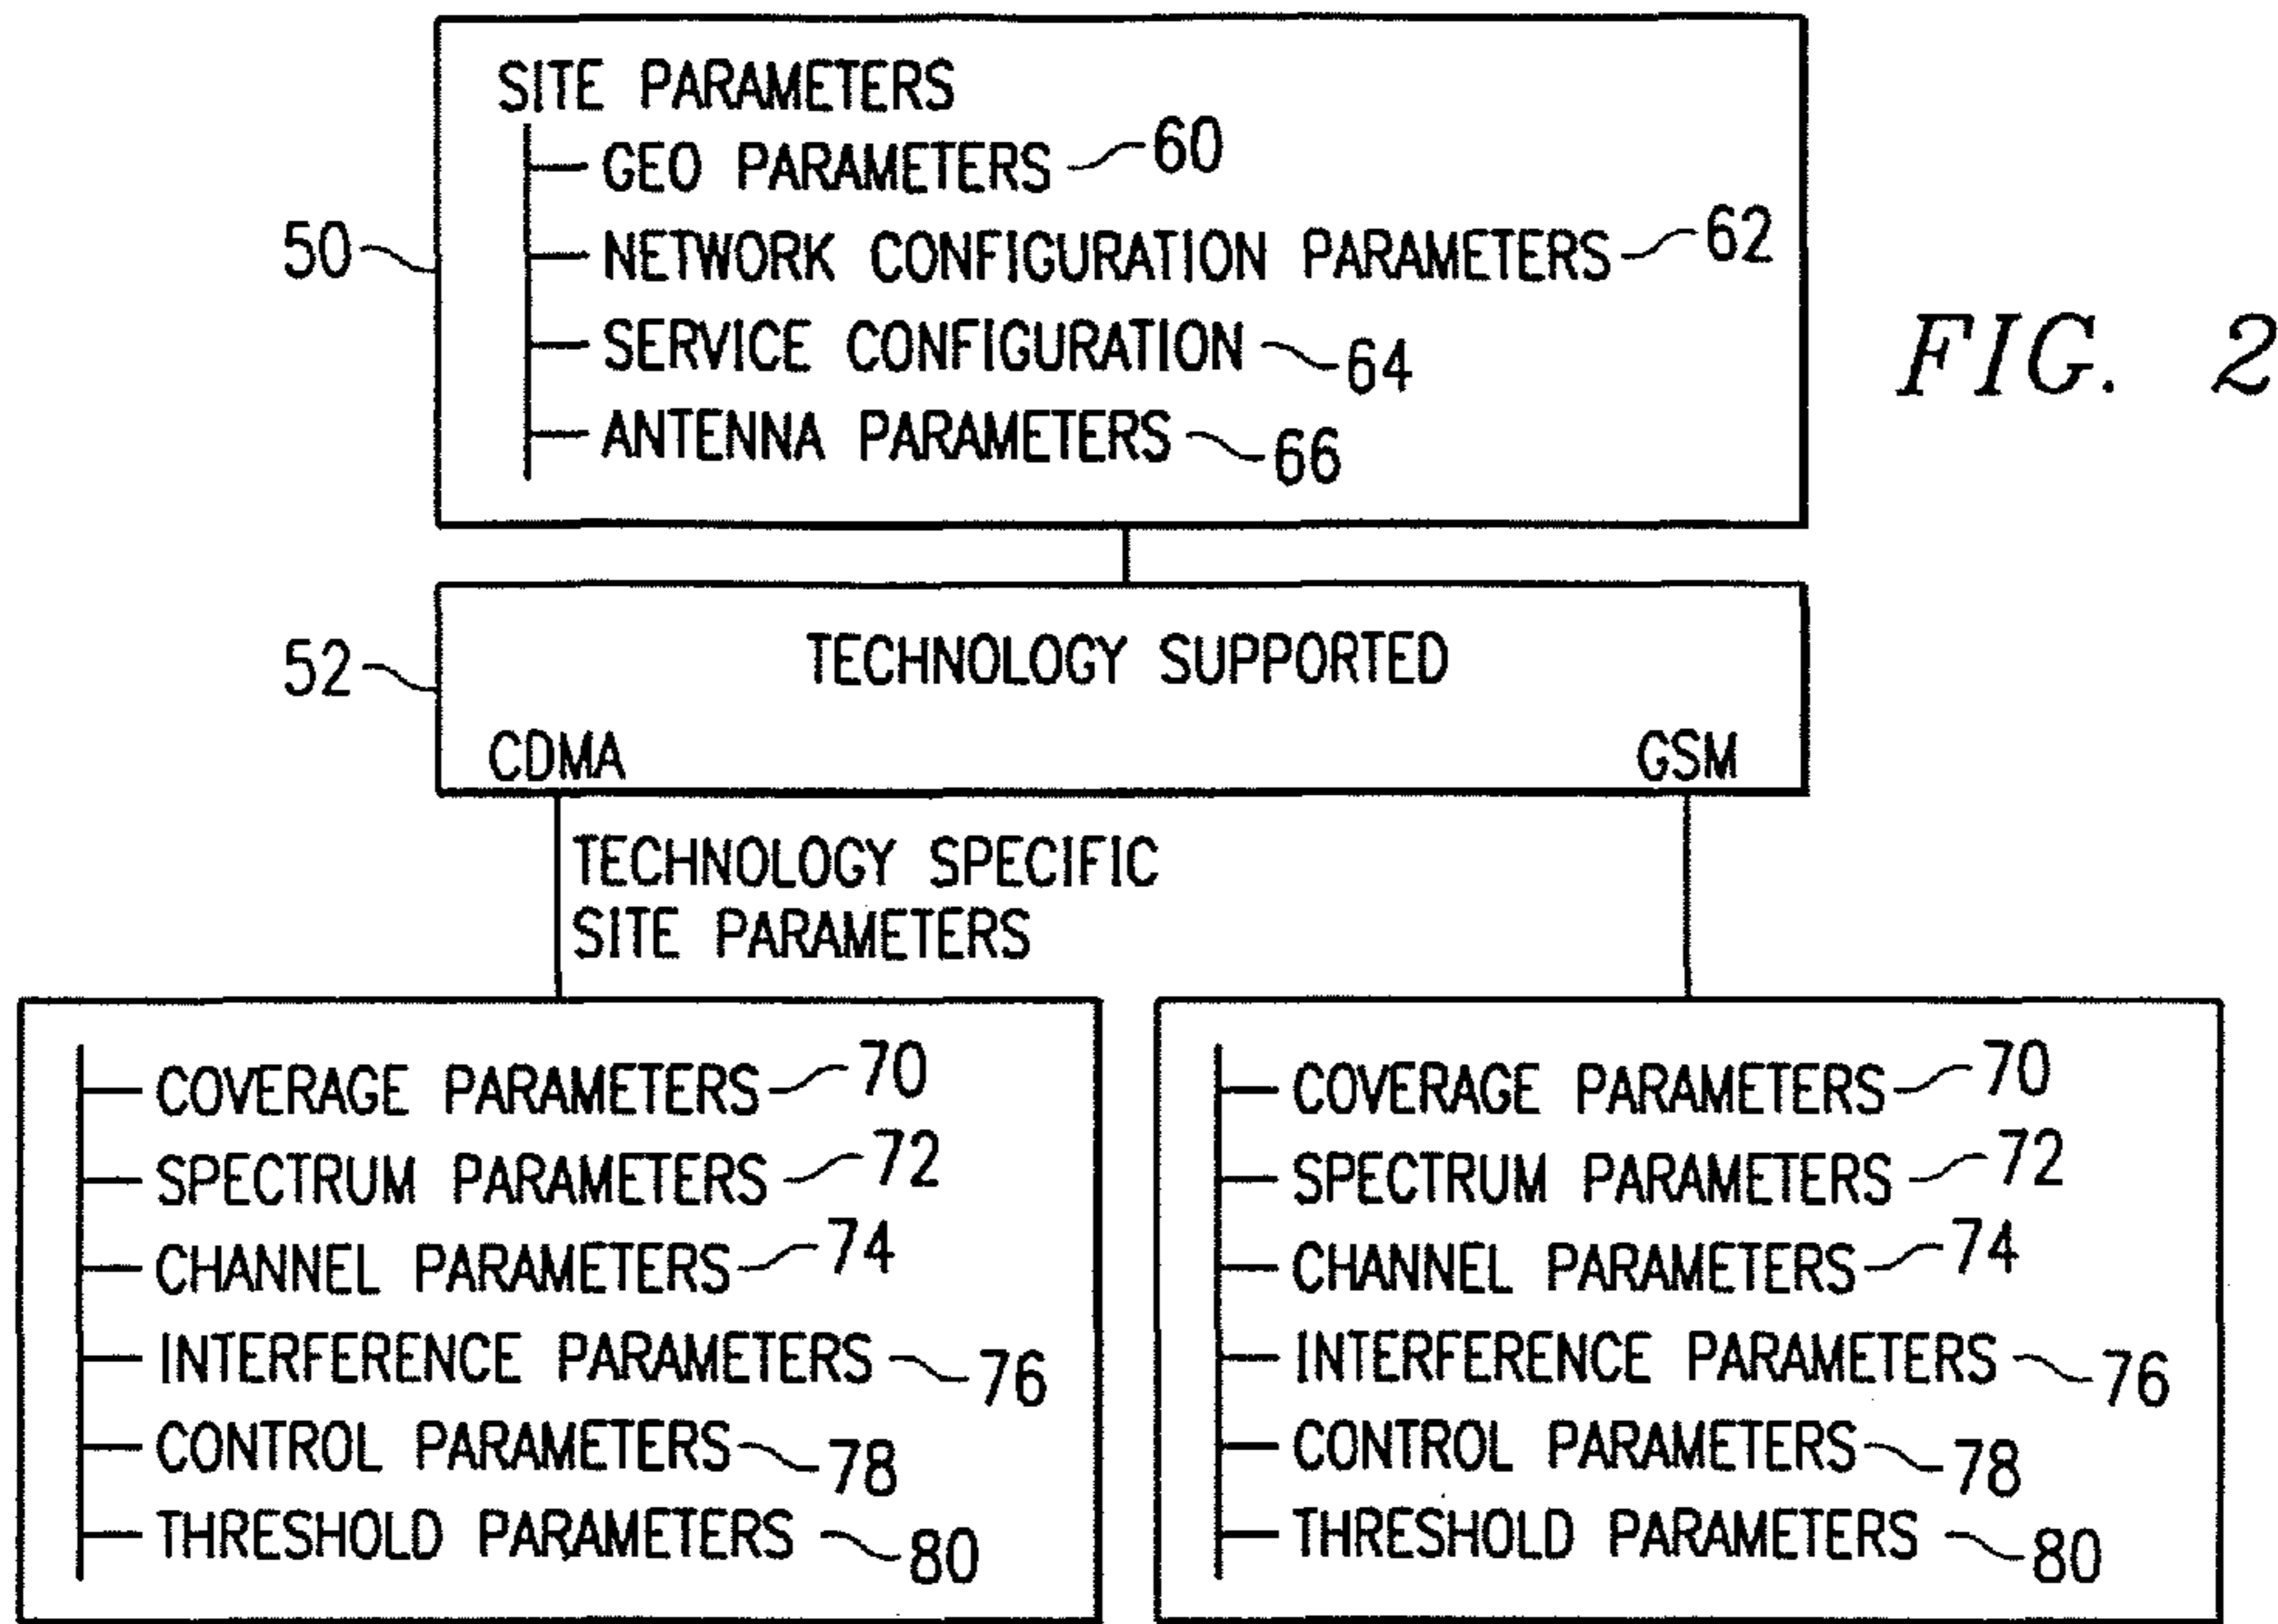 SITE PARAMETERS
GEO PARAMETERS 60
NETWORK CONFIGURATION PARAMETERS 62
50
SERVICE CONFIGURATION 64
FIG. 2
ANTENNA PARAMETERS 66
52
TECHNOLOGY SUPPORTED
CDMA GSM
TECHNOLOGY SPECIFIC
SITE PARAMETERS
COVERAGE PARAMETERS 70
SPECTRUM PARAMETERS 72
CHANNEL PARAMETERS 74
INTERFERENCE PARAMETERS 76
CONTROL PARAMETERS 78
THRESHOLD PARAMETERS 80
COVERAGE PARAMETERS 70
SPECTRUM PARAMETERS 72
CHANNEL PARAMETERS 74
INTERFERENCE PARAMETERS 76
CONTROL PARAMETERS 78
THRESHOLD PARAMETERS 80